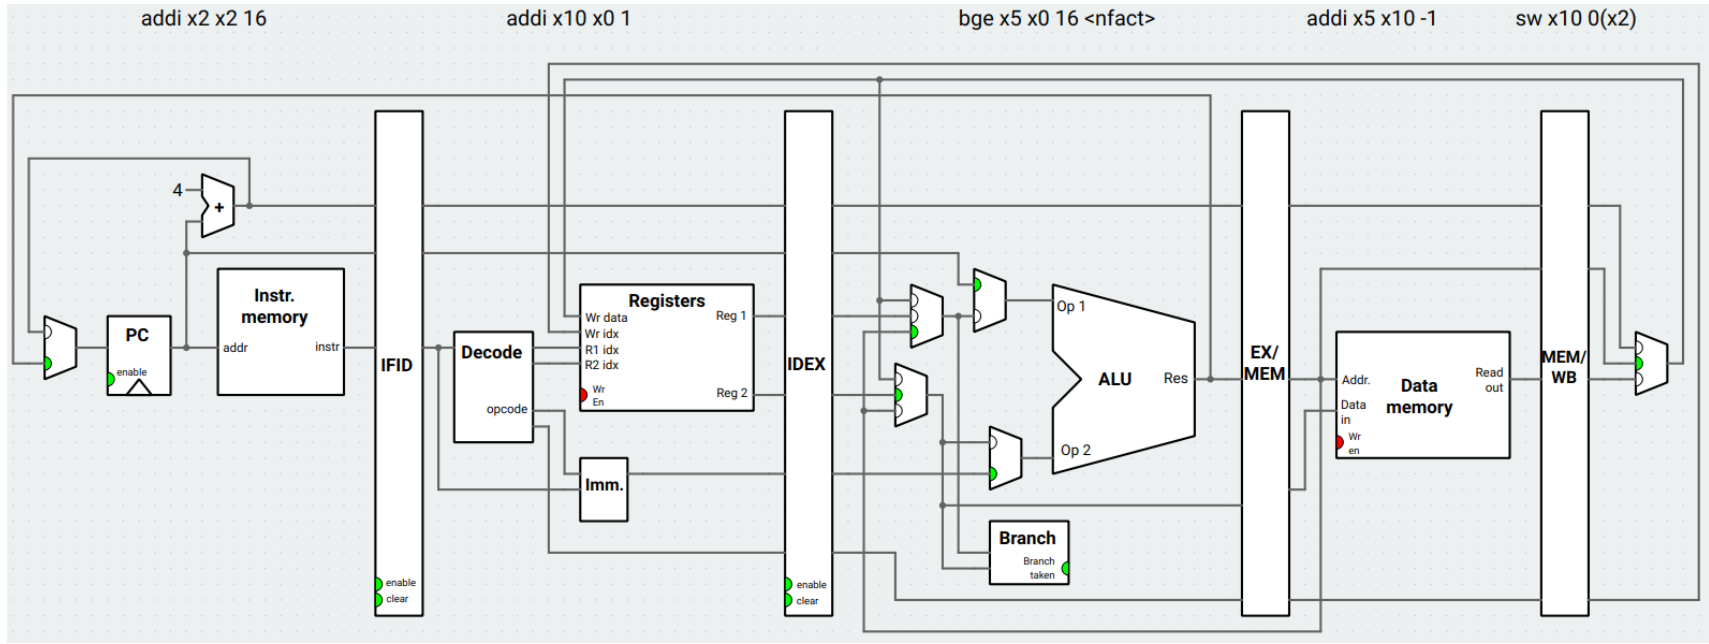 addi x2 x2 16
addi x10 x0 1
bge x5 x0 16 <nfact>
addi x5 x10 -1
sw x10 0(x2)
4
+
Instr.
memory
addr
instr
PC
enable
IFID
enable
clear
Decode
opcode
Registers
Wr data
Wr idx
R1 idx
R2 idx
Wr
En
Reg 1
Reg 2
Imm.
IDEX
enable
clear
Op 1
Op 2
ALU
Res
Branch
Branch
taken
EX/
MEM
Addr.
Data
in
Wr
en
Data
memory
Read
out
MEM/
WB